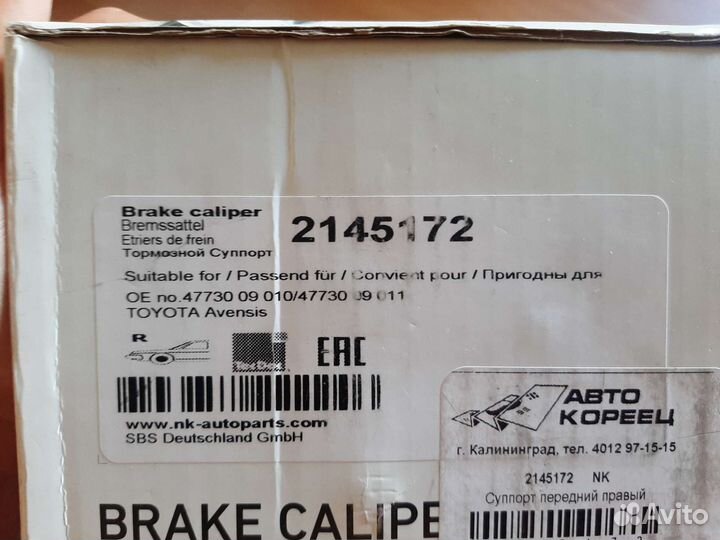 Brake caliper
Bremssattel
Etriers de frein
Тормозной Суппорт
2145172
Suitable for / Passend für / Convient pour / Пригодны для
OE no.47730 09 010/47730 09 011
TOYOTA Avensis
R
EAC
www.nk-autoparts.com
SBS Deutschland GmbH
АВТО
КОРЕЕЦ
г. Калининград, тел. 4012 97-15-15
2145172 NK
Суппорт передний правый
BRAKE CALIPE
Avito